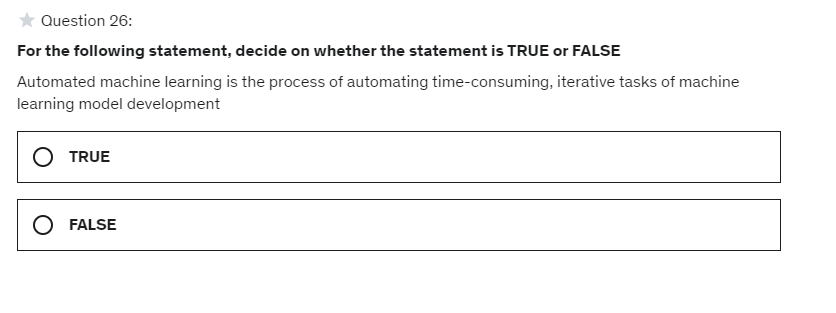 Question 26:
For the following statement, decide on whether the statement is TRUE or FALSE
Automated machine learning is the process of automating time-consuming, iterative tasks of machine
learning model development
TRUE
FALSE